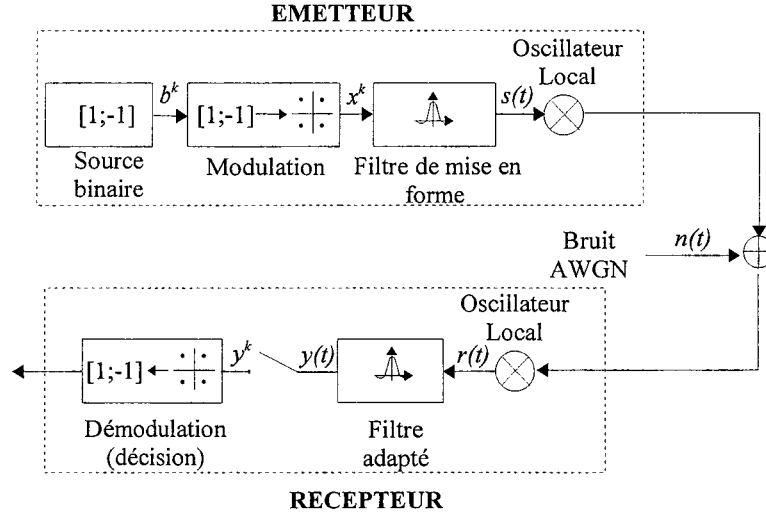 EMETTEUR
Oscillateur
Local
[1;-1]
b^k
[1;-1]
x^k
s(t)
Source
binaire
Modulation
Filtre de mise en
forme
Bruit
AWGN
n(t)
Oscillateur
Local
[1;-1]
y^k
y(t)
r(t)
Démodulation
(décision)
Filtre
adapté
RECEPTEUR